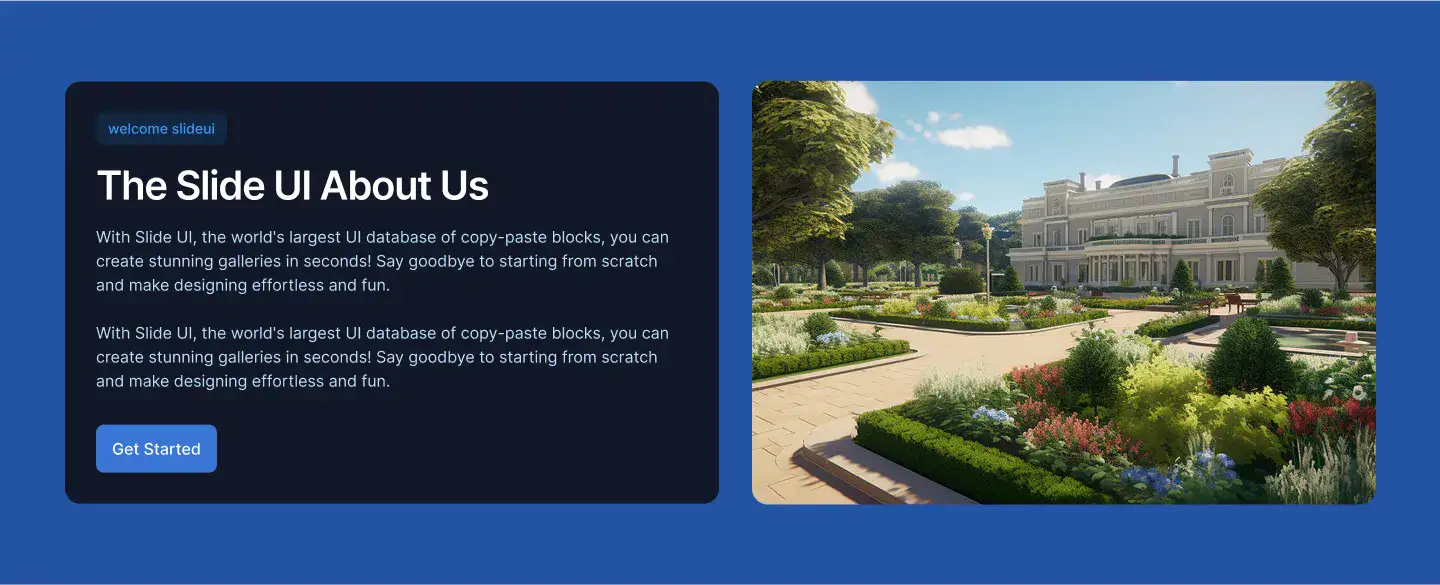 welcome slideui
The Slide UI About Us
With Slide UI, the world's largest UI database of copy-paste blocks, you can
create stunning galleries in seconds! Say goodbye to starting from scratch
and make designing effortless and fun.
With Slide UI, the world's largest UI database of copy-paste blocks, you can
create stunning galleries in seconds! Say goodbye to starting from scratch
and make designing effortless and fun.
Get Started